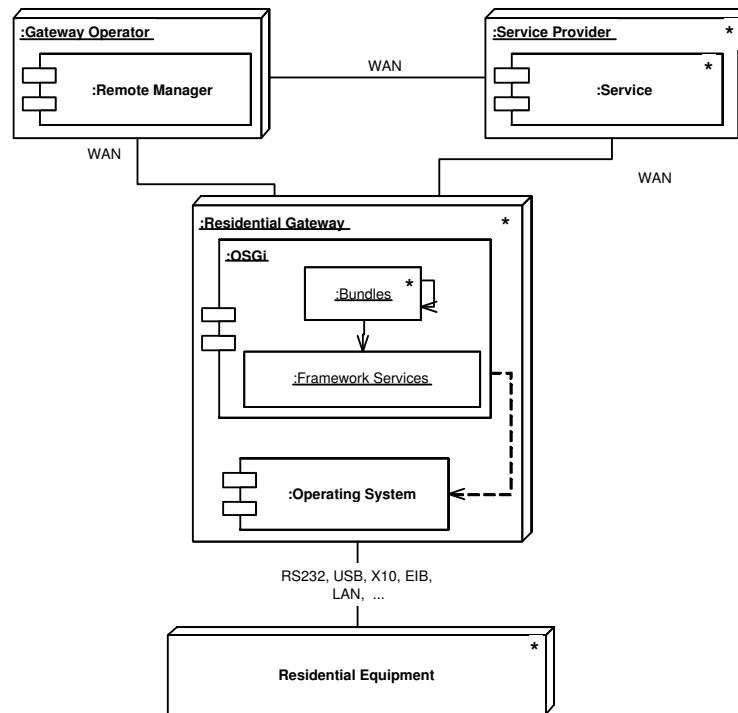 :Gateway Operator
:Remote Manager
WAN
:Service Provider
*
*
:Service
WAN
WAN
:Residential Gateway
*
:OSGi
*
:Bundles
:Framework Services
:Operating System
RS232, USB, X10, EIB,
LAN, ...
*
Residential Equipment